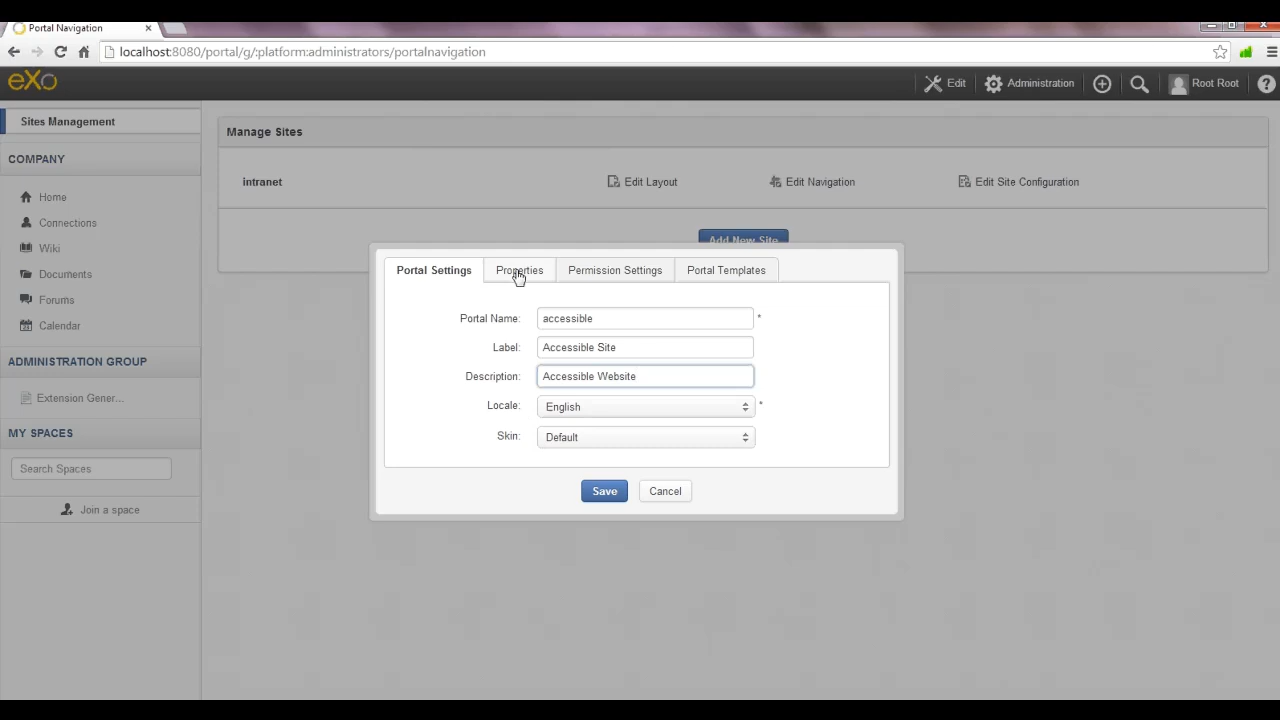 Portal Navigation
localhost:8080/portal/g/:platform:administrators/portalnavigation
eXo
Edit
Administration
Root Root
Sites Management
COMPANY
Home
Connections
Wiki
Documents
Forums
Calendar
ADMINISTRATION GROUP
Extension Gener...
MY SPACES
Search Spaces
Join a space
Manage Sites
intranet
Edit Layout
Edit Navigation
Edit Site Configuration
Add New Site
Portal Settings
Properties
Permission Settings
Portal Templates
Portal Name: accessible *
Label: Accessible Site
Description: Accessible Website
Locale: English *
Skin: Default
Save
Cancel